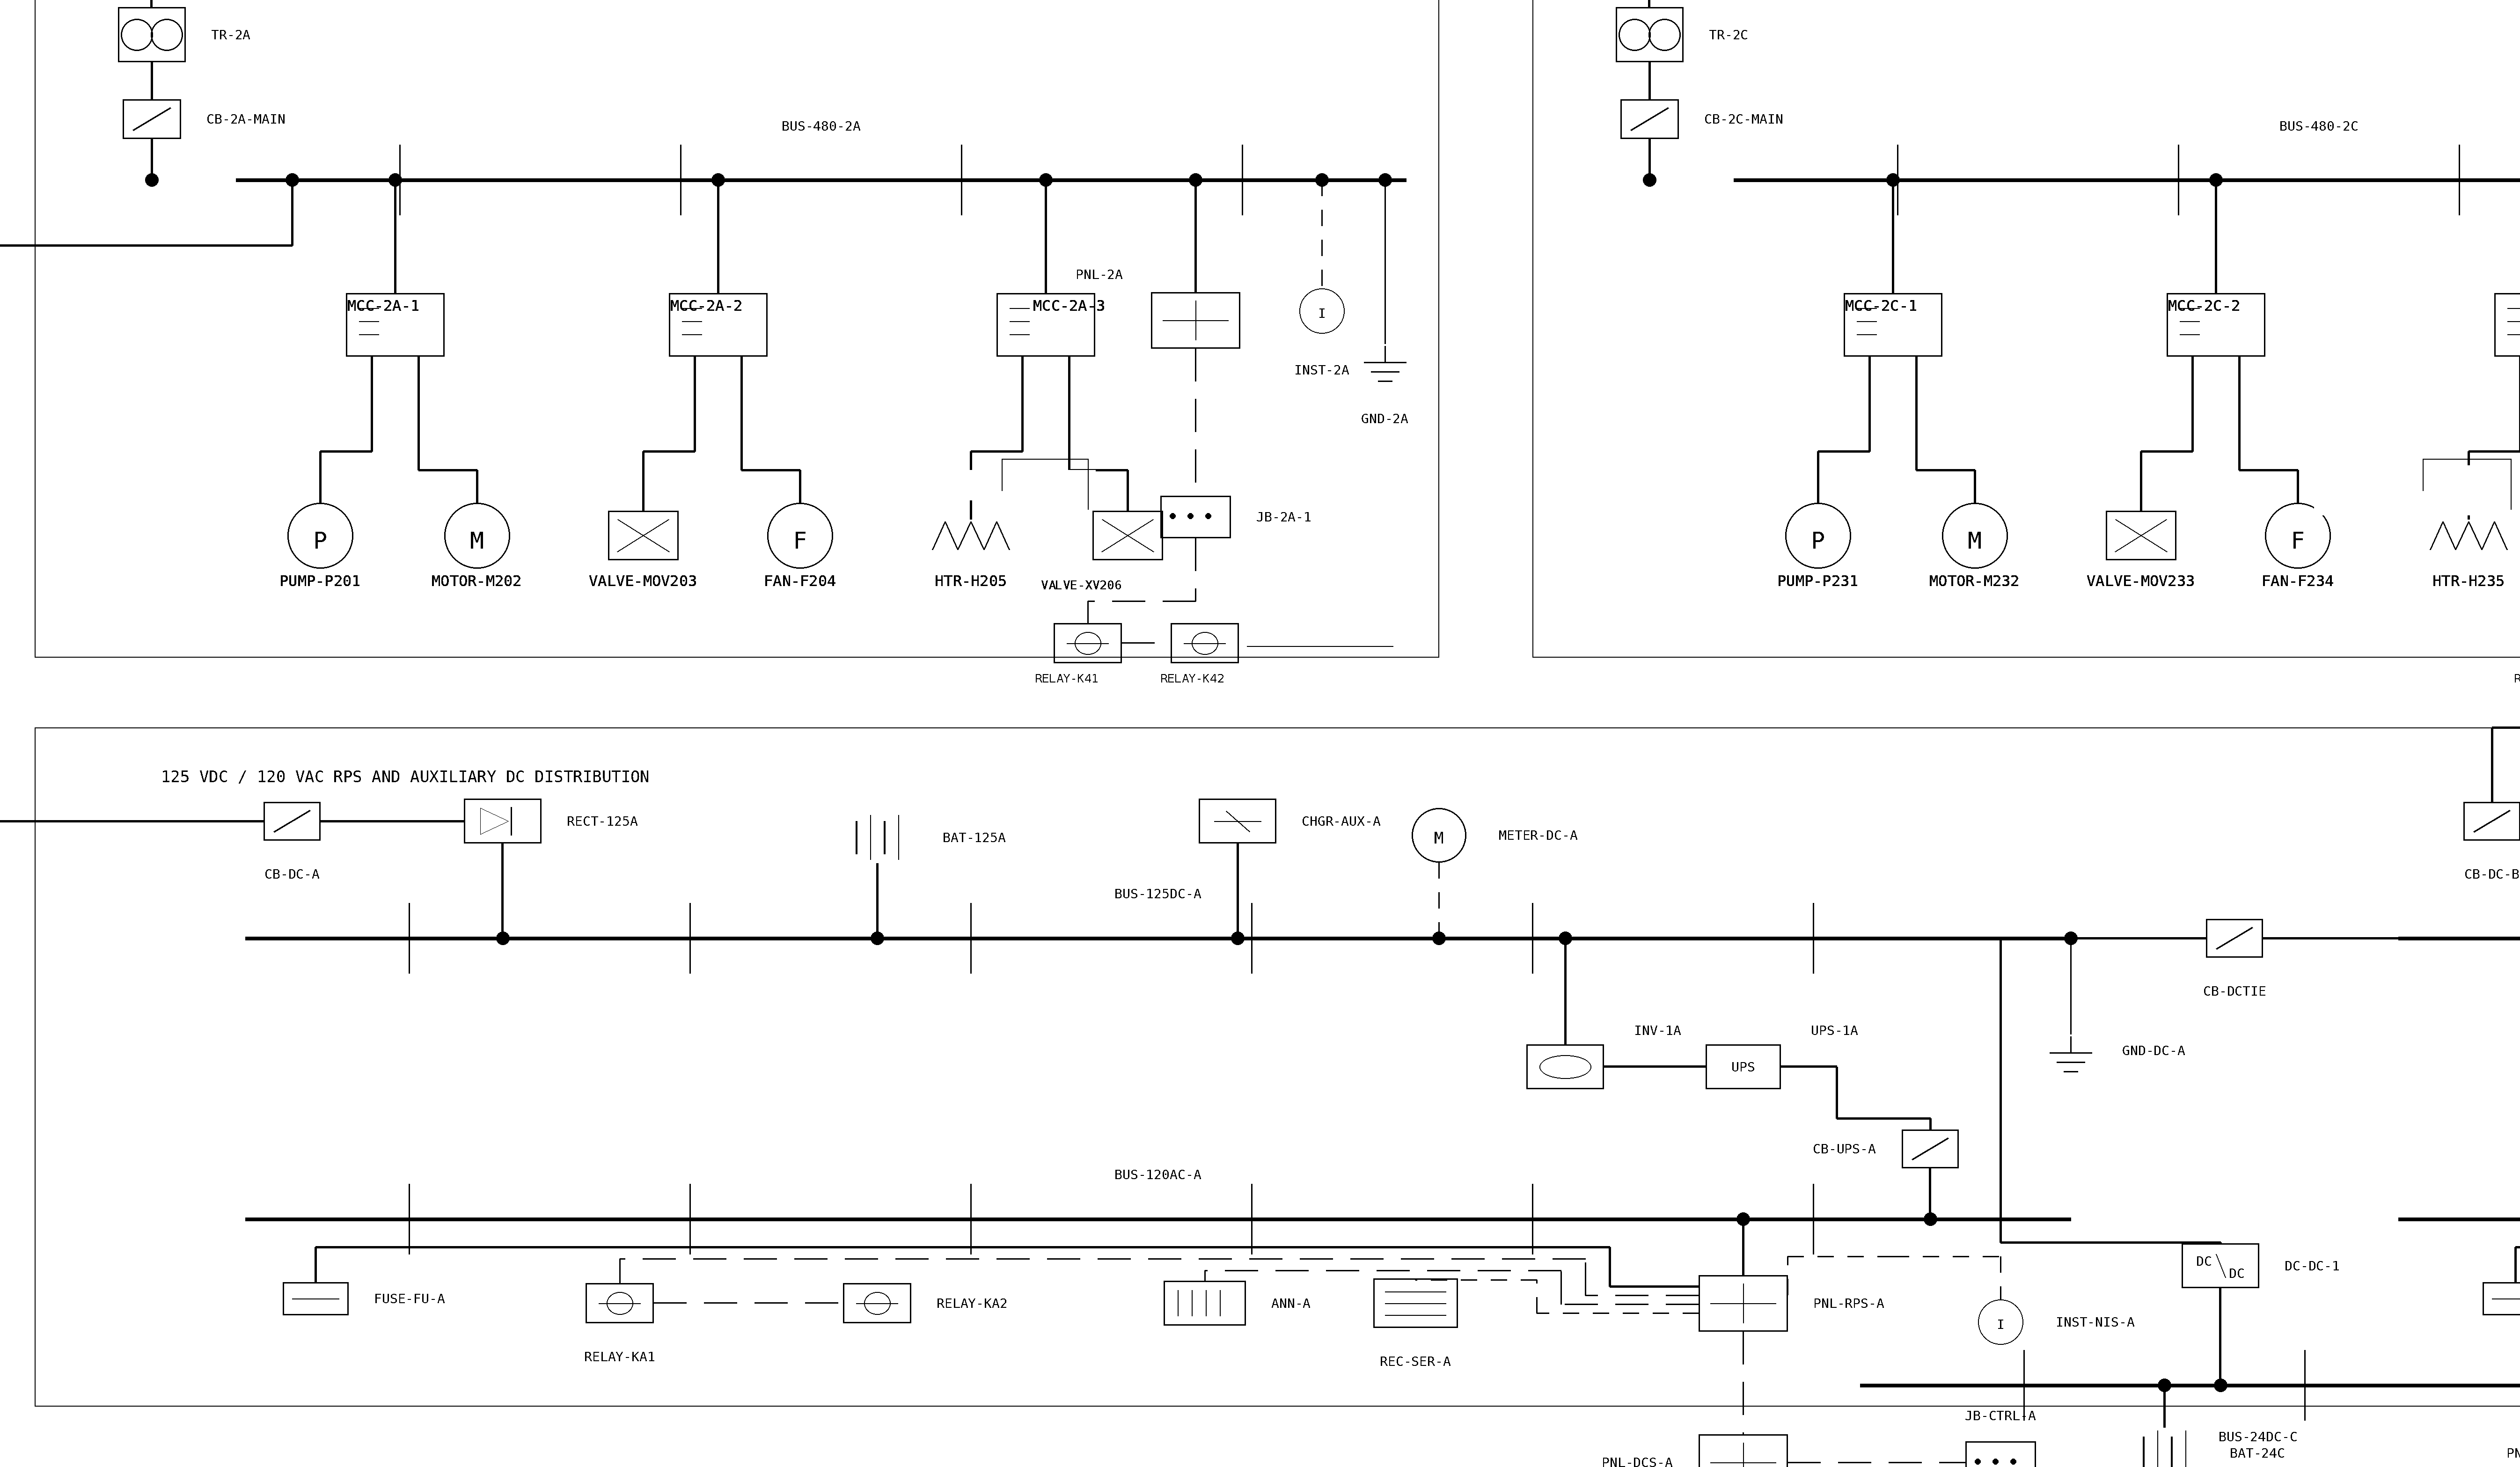 TR-2A
TR-2C
CB-2A-MAIN
BUS-480-2A
CB-2C-MAIN
BUS-480-2C
PNL-2A
MCC-2A-1
MCC-2A-2
MCC-2A-3
I
MCC-2C-1
MCC-2C-2
INST-2A
GND-2A
JB-2A-1
P
M
F
P
M
F
PUMP-P201
MOTOR-M202
VALVE-MOV203
FAN-F204
HTR-H205
VALVE-XV206
PUMP-P231
MOTOR-M232
VALVE-MOV233
FAN-F234
HTR-H235
RELAY-K41
RELAY-K42
125 VDC / 120 VAC RPS AND AUXILIARY DC DISTRIBUTION
RECT-125A
BAT-125A
CHGR-AUX-A
M
METER-DC-A
CB-DC-A
CB-DC-B
BUS-125DC-A
CB-DCTIE
INV-1A
UPS-1A
UPS
GND-DC-A
CB-UPS-A
BUS-120AC-A
DC
DC
DC-DC-1
FUSE-FU-A
RELAY-KA2
ANN-A
PNL-RPS-A
I
INST-NIS-A
RELAY-KA1
REC-SER-A
JB-CTRL-A
BUS-24DC-C
BAT-24C
PNL-DCS-A